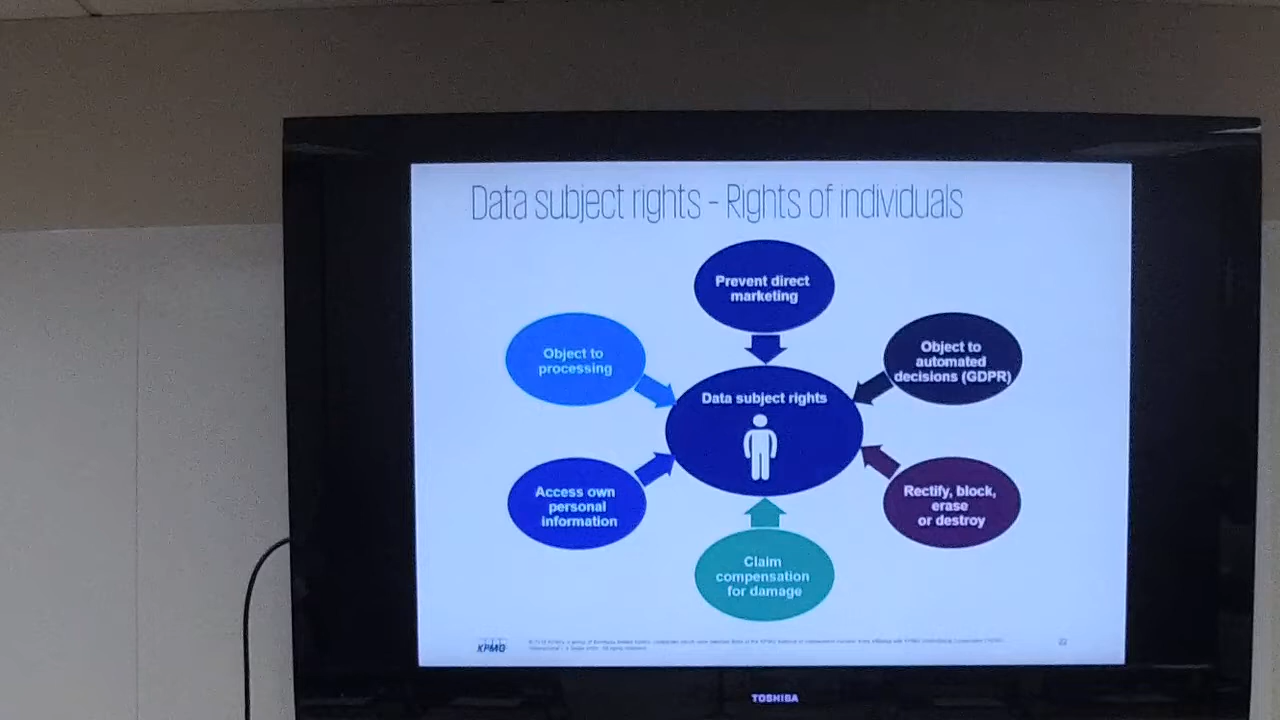 Data subject rights - Rights of individuals
Prevent direct
marketing
Object to
processing
Object to
automated
decisions (GDPR)
Data subject rights
Access own
personal
information
Rectify, block,
erase
or destroy
Claim
compensation
for damage
KPMG
TOSHIBA